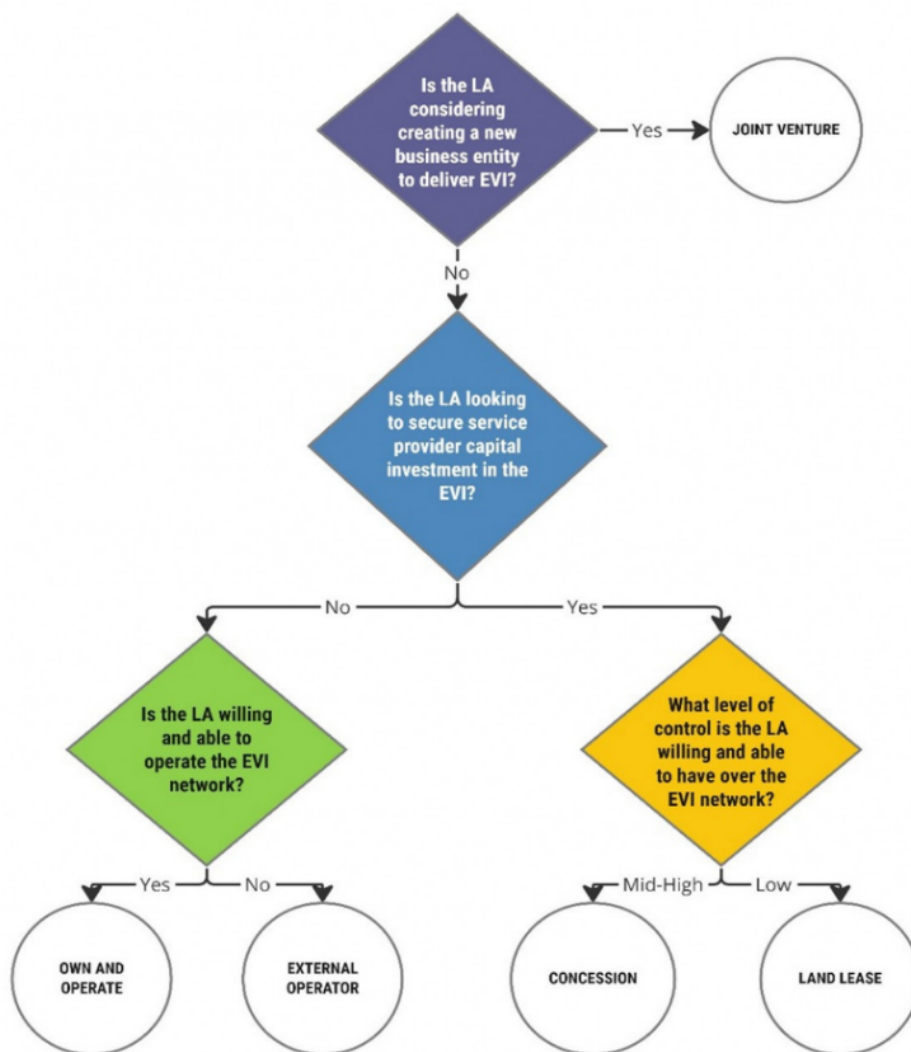 Is the LA
considering
creating a new
business entity
to deliver EVI?
Yes
JOINT VENTURE
No
Is the LA looking
to secure service
provider capital
investment in the
EVI?
No
Yes
Is the LA willing
and able to
operate the EVI
network?
What level of
control is the LA
willing and able
to have over the
EVI network?
Yes
No
Mid-High
Low
OWN AND
OPERATE
EXTERNAL
OPERATOR
CONCESSION
LAND LEASE